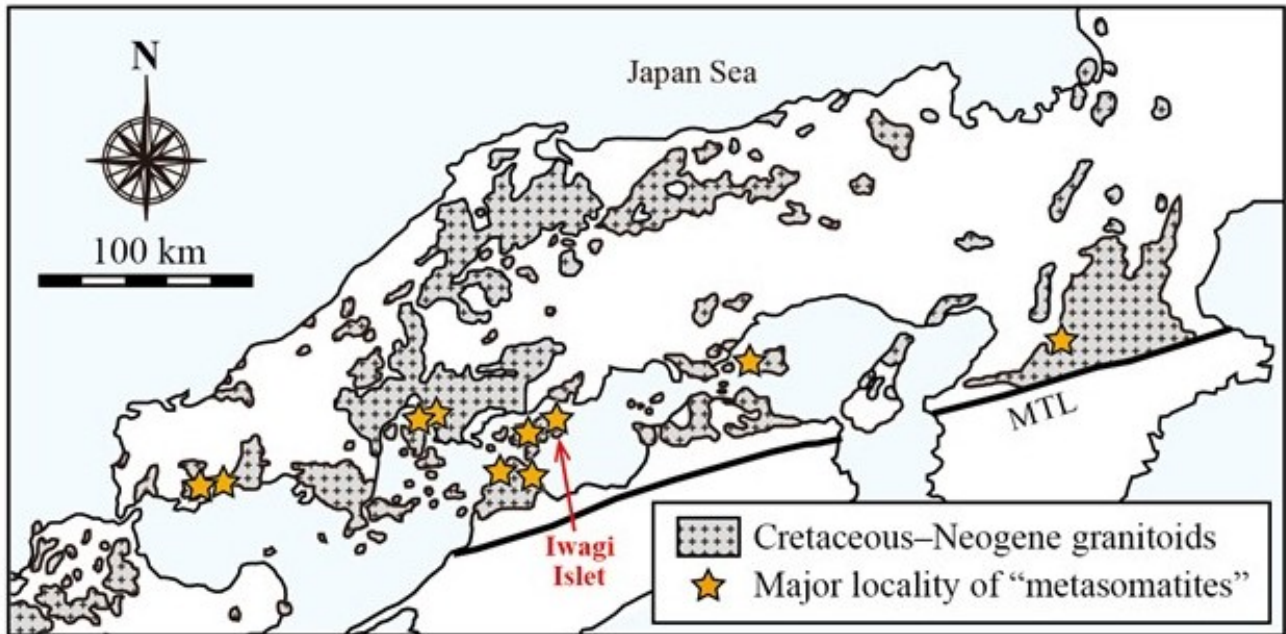 N
Japan Sea
100 km
MTL
Iwagi
Islet
Cretaceous–Neogene granitoids
Major locality of “metasomatites”